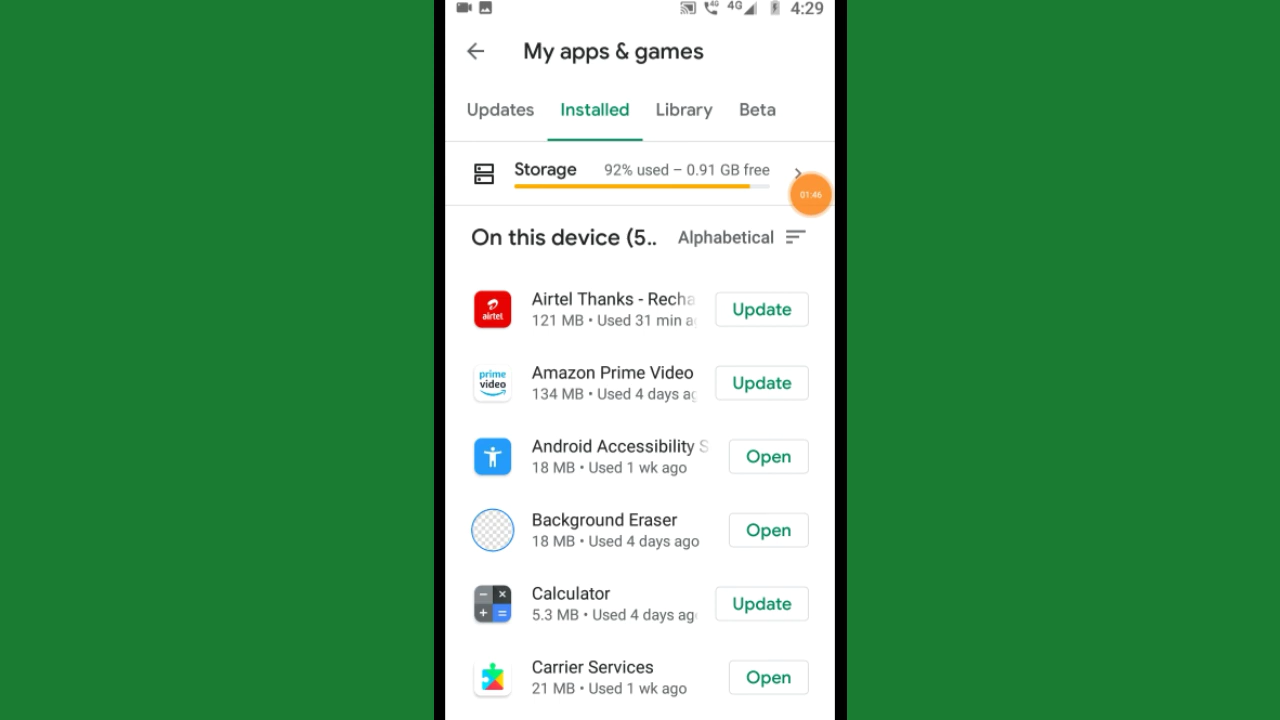 4G 4G 4:29
My apps & games
Updates Installed Library Beta
Storage 92% used – 0.91 GB free
01:46
On this device (5.. Alphabetical
airtel
Airtel Thanks - Recha
121 MB • Used 31 min a
Update
prime video
Amazon Prime Video
134 MB • Used 4 days ag
Update
Android Accessibility S
18 MB • Used 1 wk ago
Open
Background Eraser
18 MB • Used 4 days ago
Open
Calculator
5.3 MB • Used 4 days ag
Update
Carrier Services
21 MB • Used 1 wk ago
Open